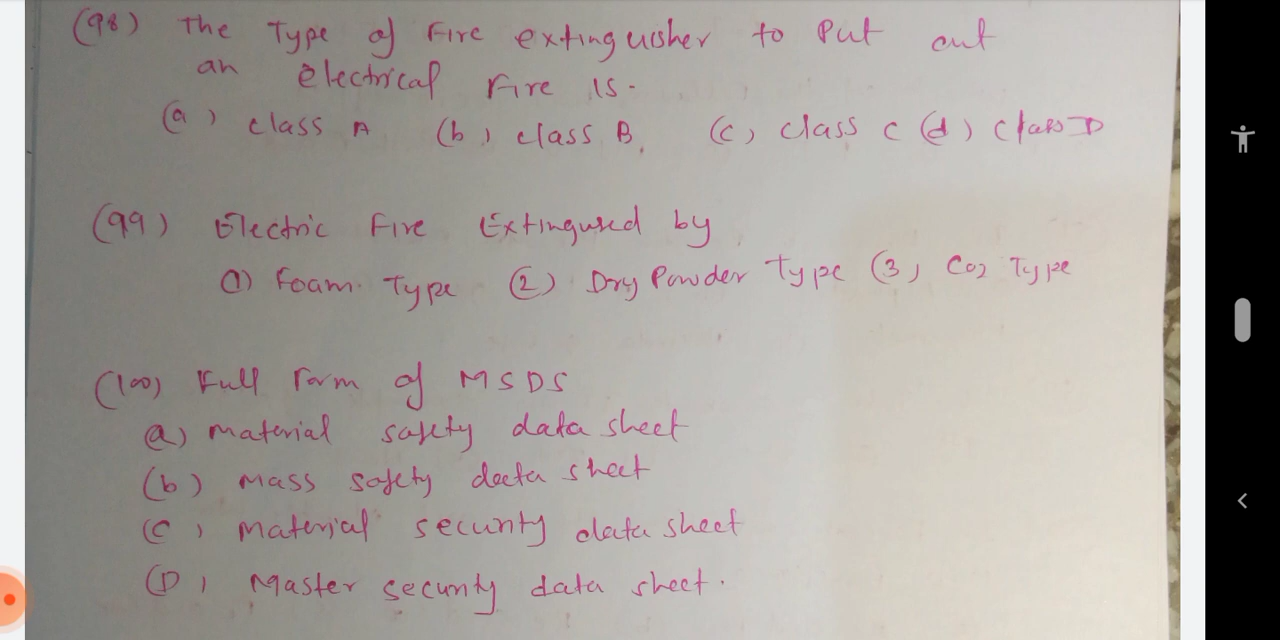 (98) The Type of Fire extinguisher to Put out
an electrical Fire is.
(a) class A (b) class B. (c) class c (d) class D
(99) Electric Fire Extingused by
(1) Foam Type (2) Dry Powder Type (3) Co2 Type
(100) Full Form of MSDS
(a) material safety data sheet
(b) mass safety data sheet
(c) material security data sheet
(D) Master security data sheet.